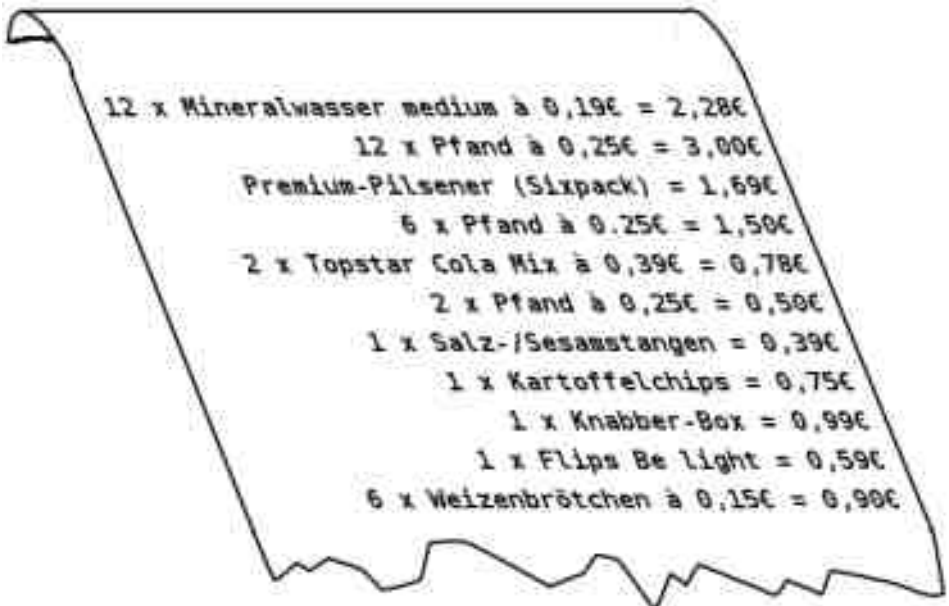 12 x Mineralwasser medium à 0,19€ = 2,28€
12 x Pfand à 0,25€ = 3,00€
Premium-Pilsener (Sixpack) = 1,69€
6 x Pfand à 0.25€ = 1,50€
2 x Topstar Cola Mix à 0,39€ = 0,78€
2 x Pfand à 0,25€ = 0,50€
1 x Salz-/Sesamstangen = 0,39€
1 x Kartoffelchips = 0,75€
1 x Knabber-Box = 0,99€
1 x Flips Be light = 0,59€
6 x Weizenbrötchen à 0,15€ = 0,90€